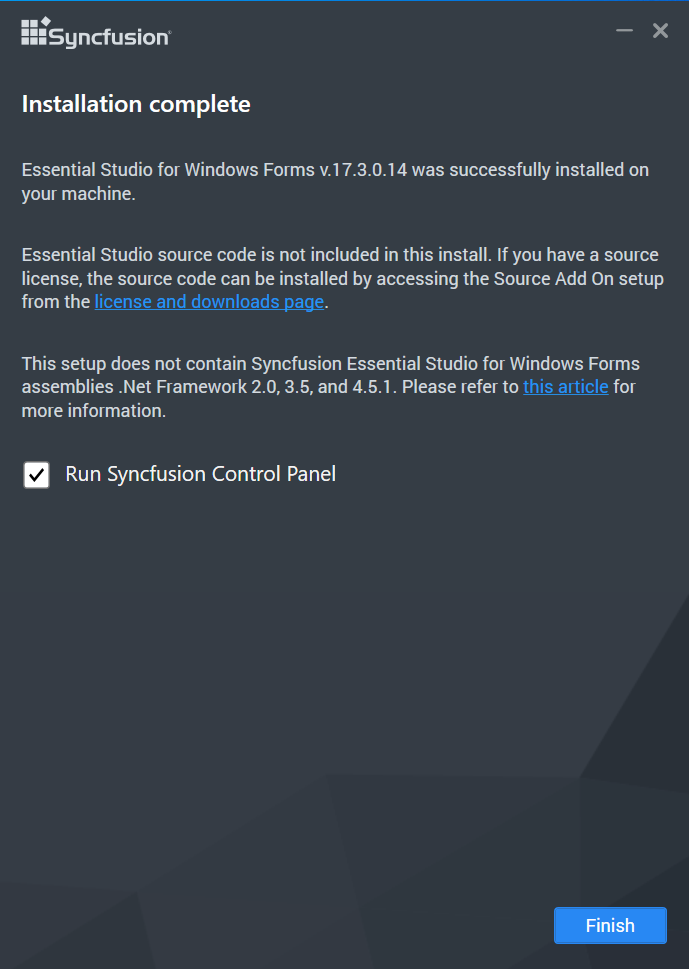 Syncfusion®
Installation complete
Essential Studio for Windows Forms v.17.3.0.14 was successfully installed on
your machine.
Essential Studio source code is not included in this install. If you have a source
license, the source code can be installed by accessing the Source Add On setup
from the license and downloads page.
This setup does not contain Syncfusion Essential Studio for Windows Forms
assemblies .Net Framework 2.0, 3.5, and 4.5.1. Please refer to this article for
more information.
Run Syncfusion Control Panel
Finish